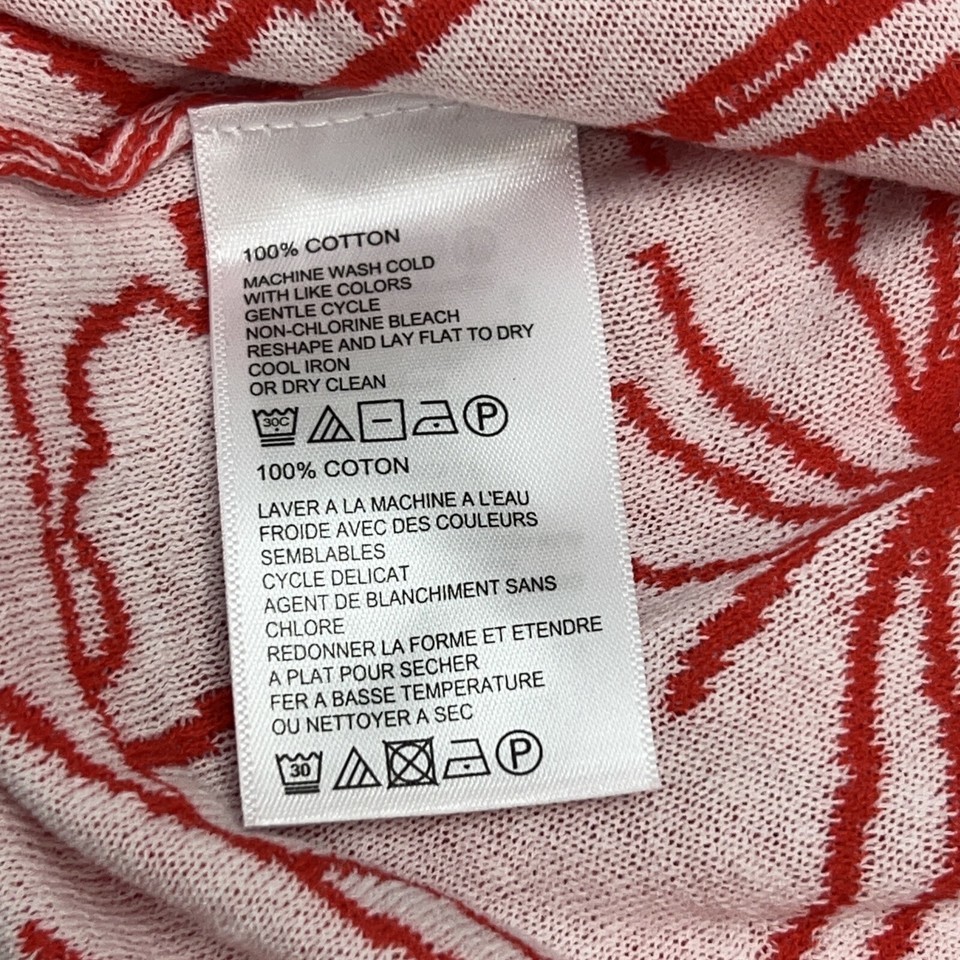 100% COTTON
MACHINE WASH COLD
WITH LIKE COLORS
GENTLE CYCLE
NON-CHLORINE BLEACH
RESHAPE AND LAY FLAT TO DRY
COOL IRON
OR DRY CLEAN
30C P
100% COTON
LAVER A LA MACHINE A L'EAU
FROIDE AVEC DES COULEURS
SEMBLABLES
CYCLE DELICAT
AGENT DE BLANCHIMENT SANS
CHLORE
REDONNER LA FORME ET ETENDRE
A PLAT POUR SECHER
FER A BASSE TEMPERATURE
OU NETTOYER A SEC
30 P